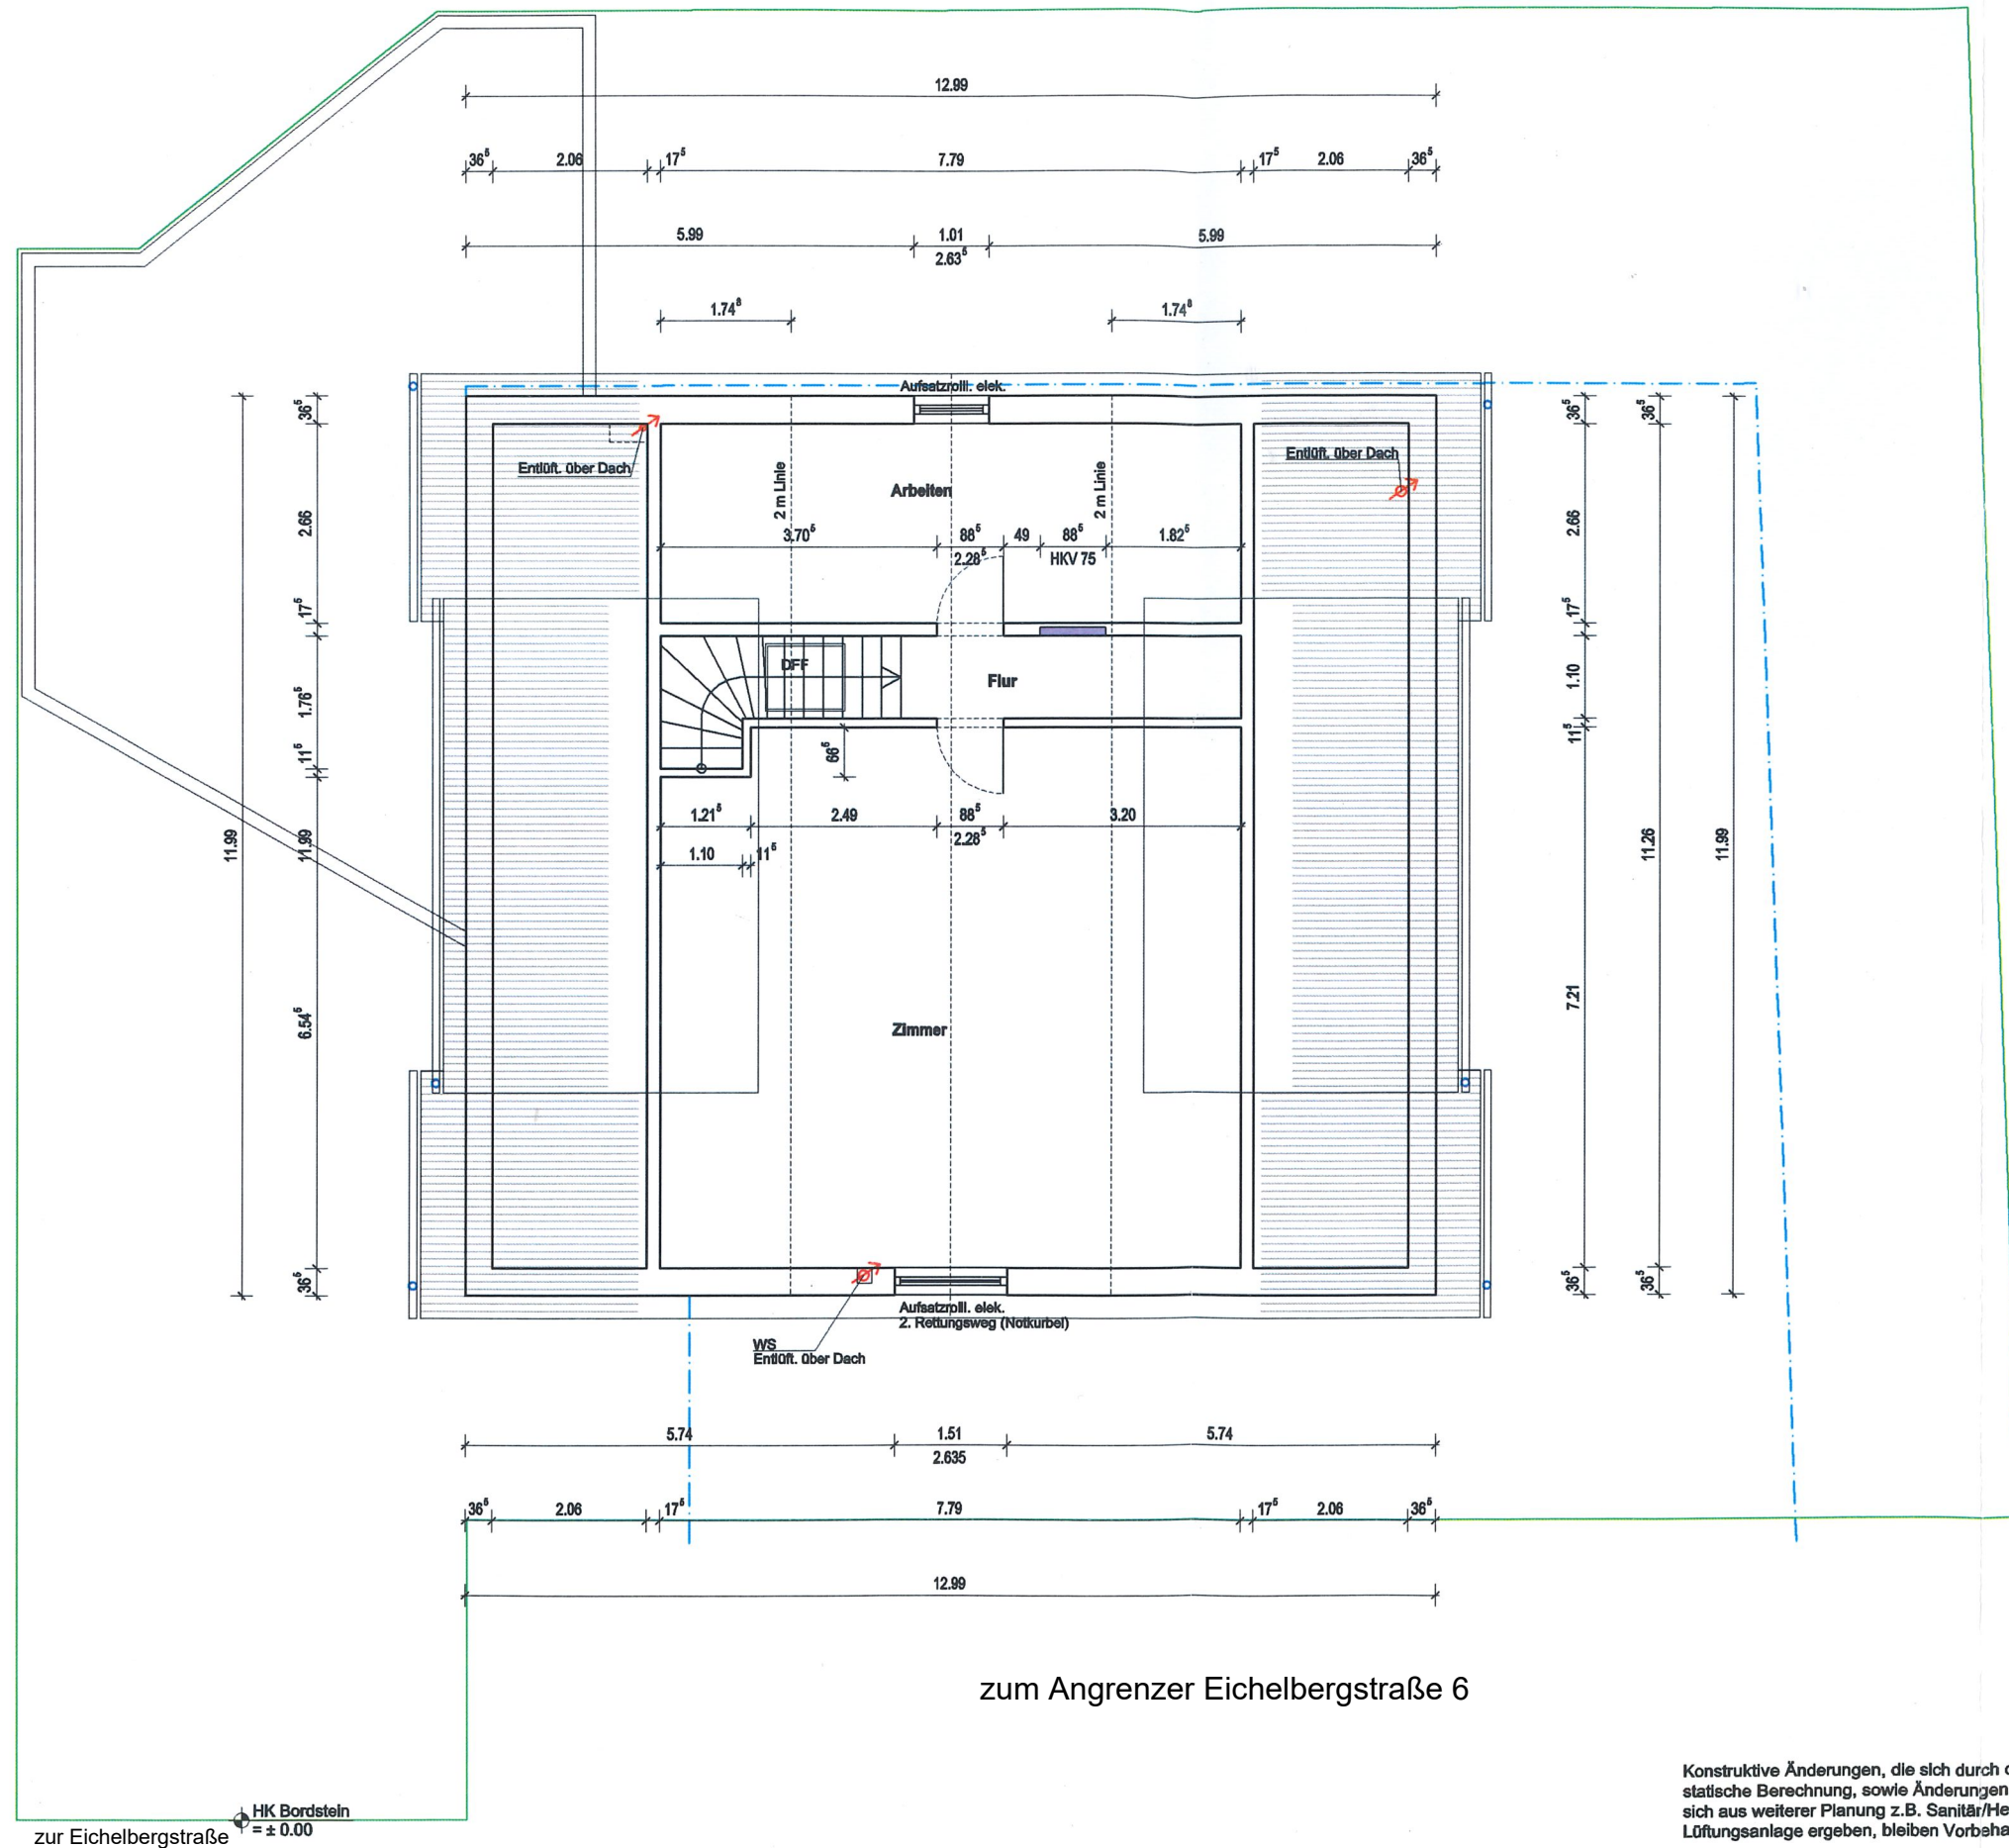 12.99
36⁵ 2.06 17⁵ 7.79 17⁵ 2.06 36⁵
5.99 1.01 5.99
2.63⁵
1.74⁸ 1.74⁸
Aufsatzroll. elek.
36⁵ 36⁵ 36⁵
Entlüft. über Dach Entlüft. über Dach
2 m Linie 2 m Linie
Arbeiten
2.66 2.66
3.70⁵ 88⁵ 49 88⁵ 1.82⁵
2.28⁵ HKV 75
17⁵ 17⁵
DFF
Flur
1.76⁵ 1.10
11⁵ 11⁵
66⁵
1.21⁵ 2.49 88⁵ 3.20
2.28⁵
1.10 11⁵
11.99 11.99 11.26 11.99
6.54⁵ 7.21
Zimmer
36⁵ 36⁵ 36⁵
Aufsatzroll. elek.
2. Rettungsweg (Notkurbel)
WS
Entlüft. über Dach
5.74 1.51 5.74
2.635
36⁵ 2.06 17⁵ 7.79 17⁵ 2.06 36⁵
12.99
zum Angrenzer Eichelbergstraße 6
Konstruktive Änderungen, die sich durch
statische Berechnung, sowie Änderungen
sich aus weiterer Planung z.B. Sanitär/He
Lüftungsanlage ergeben, bleiben Vorbeha
HK Bordstein
= ± 0.00
zur Eichelbergstraße